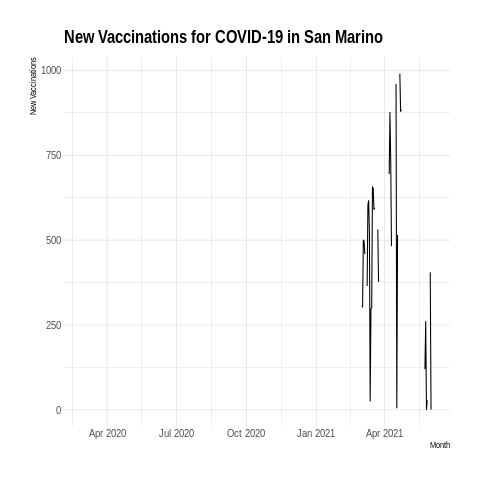 New Vaccinations for COVID-19 in San Marino
New Vaccinations
1000
750
500
250
0
Apr 2020 Jul 2020 Oct 2020 Jan 2021 Apr 2021
Month